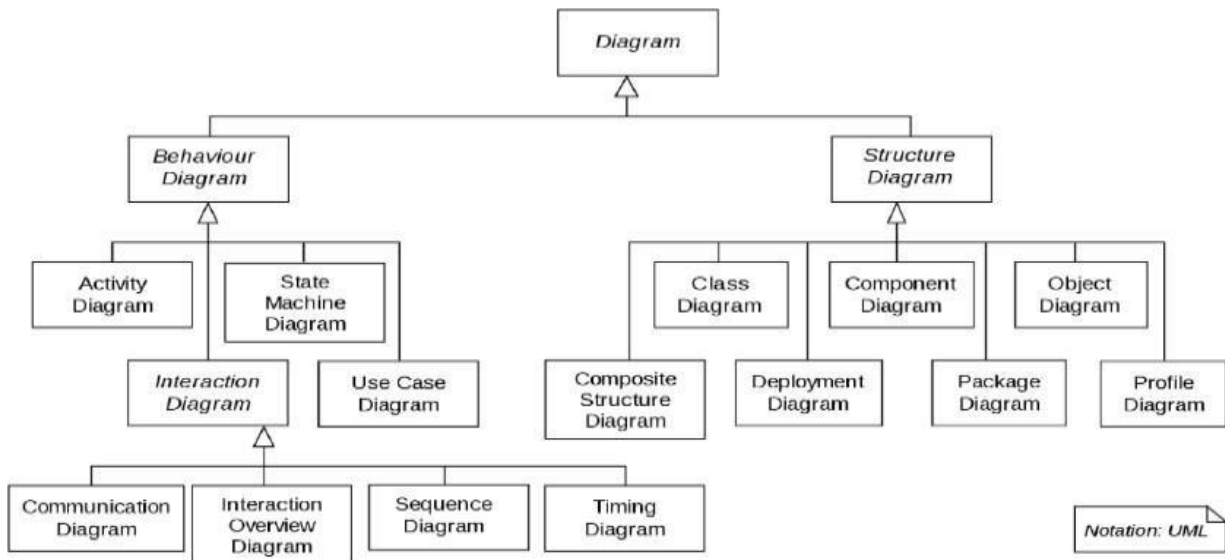 Diagram
Behaviour
Diagram
Structure
Diagram
Activity
Diagram
State
Machine
Diagram
Class
Diagram
Component
Diagram
Object
Diagram
Interaction
Diagram
Use Case
Diagram
Composite
Structure
Diagram
Deployment
Diagram
Package
Diagram
Profile
Diagram
Communication
Diagram
Interaction
Overview
Diagram
Sequence
Diagram
Timing
Diagram
Notation: UML